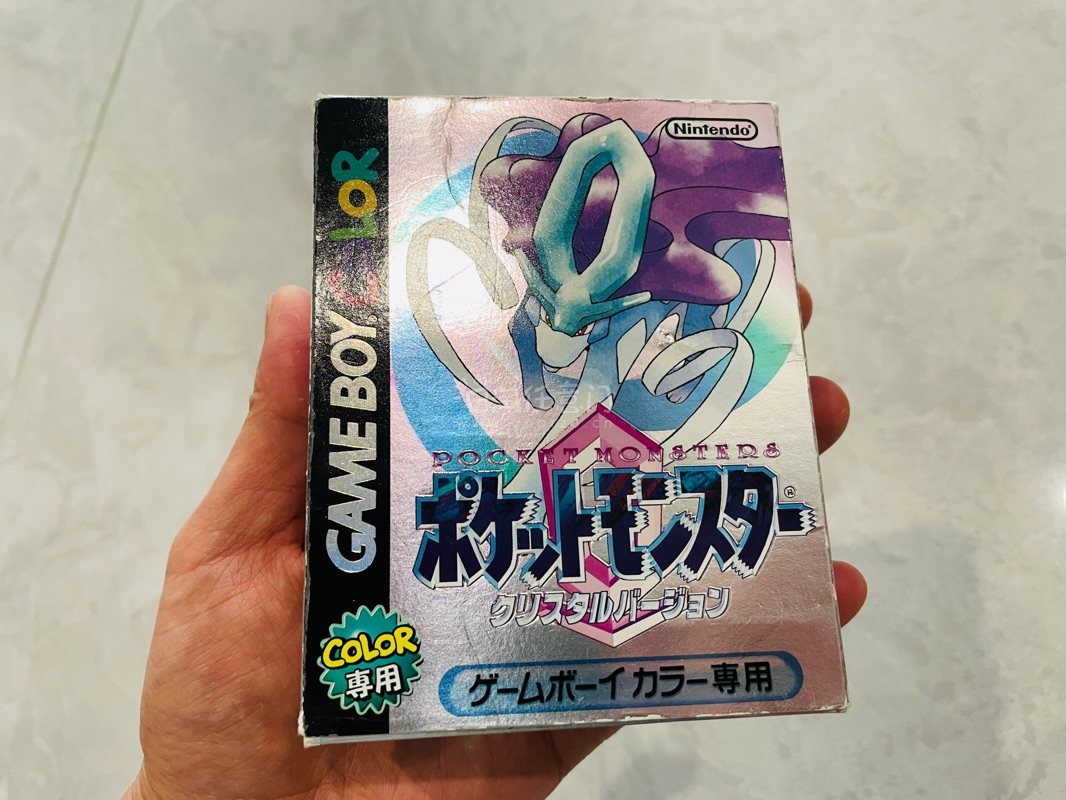 Nintendo
GAME BOY COLOR
POCKET MONSTERS
ポケットモンスター
クリスタルバージョン
COLOR
専用
ゲームボーイ カラー専用